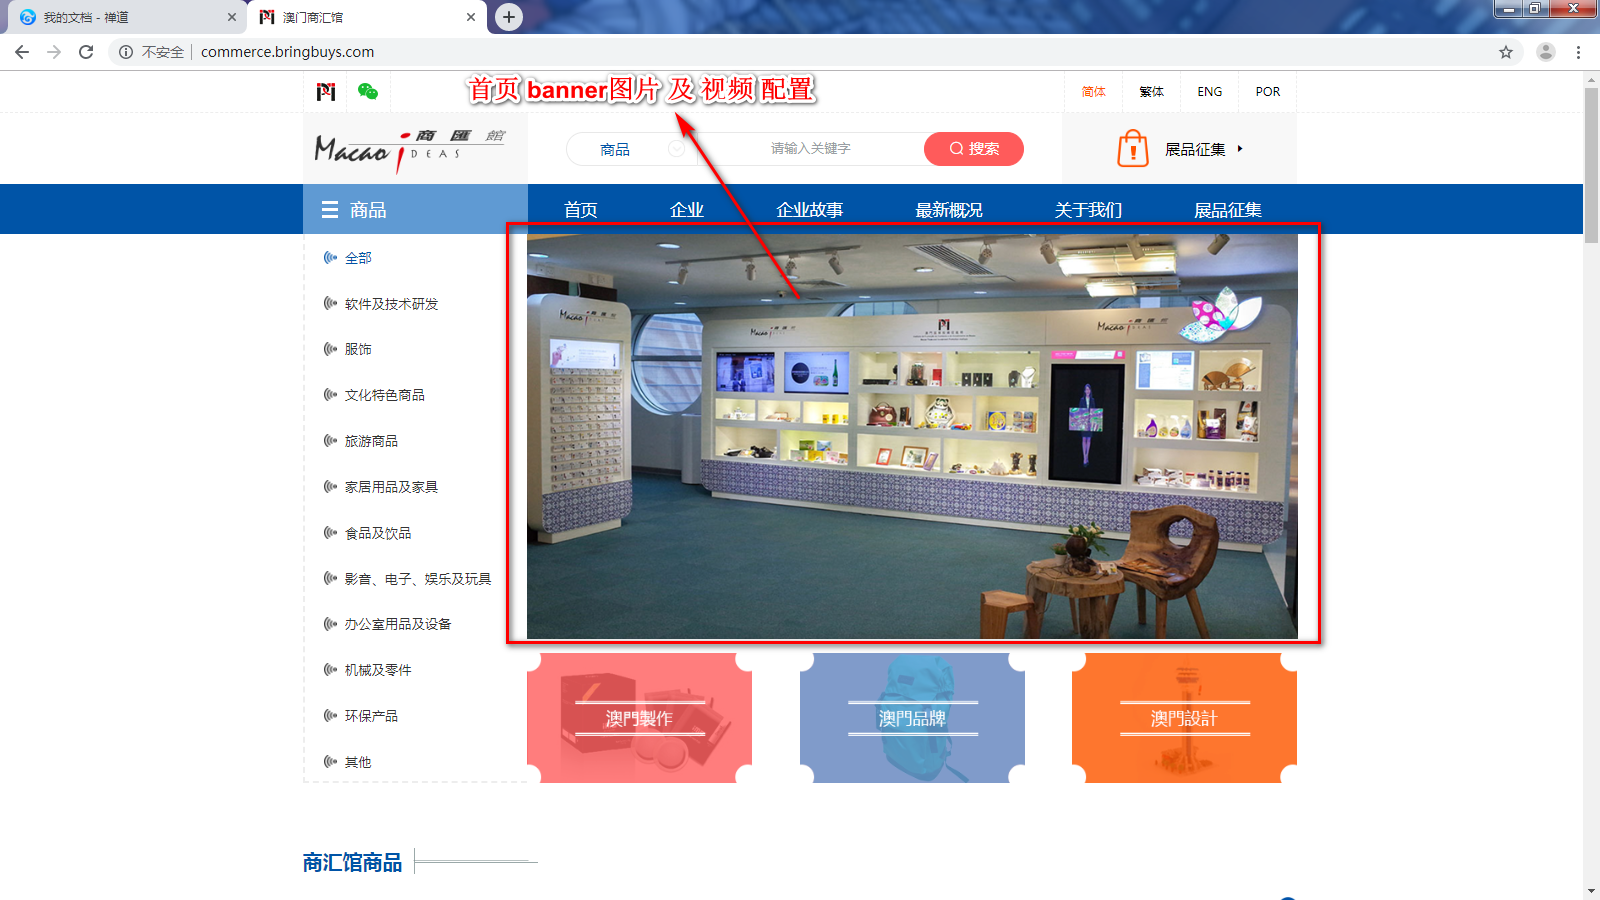 我的文档 - 禅道
澳门商汇馆
不安全
commerce.bringbuys.com
首页 banner图片 及 视频 配置
简体
繁体
ENG
POR
Macao ideas 商匯館
商品
请输入关键字
搜索
展品征集
商品
首页
企业
企业故事
最新概况
关于我们
展品征集
全部
软件及技术研发
服饰
文化特色商品
旅游商品
家居用品及家具
食品及饮品
影音、电子、娱乐及玩具
办公室用品及设备
机械及零件
环保产品
其他
澳門製作
澳門品牌
澳門設計
商汇馆商品